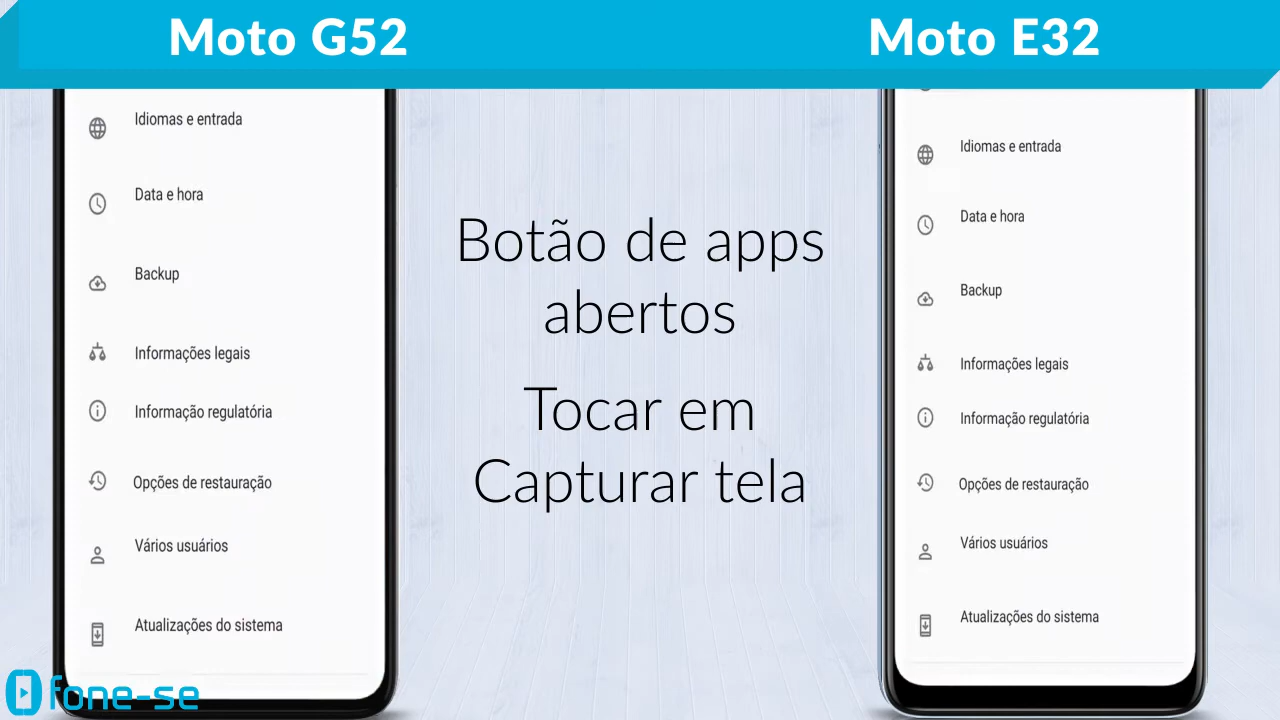 Moto G52
Moto E32
Idiomas e entrada
Data e hora
Backup
Informações legais
Informação regulatória
Opções de restauração
Vários usuários
Atualizações do sistema
Botão de apps
abertos
Tocar em
Capturar tela
Idiomas e entrada
Data e hora
Backup
Informações legais
Informação regulatória
Opções de restauração
Vários usuários
Atualizações do sistema
fone-se